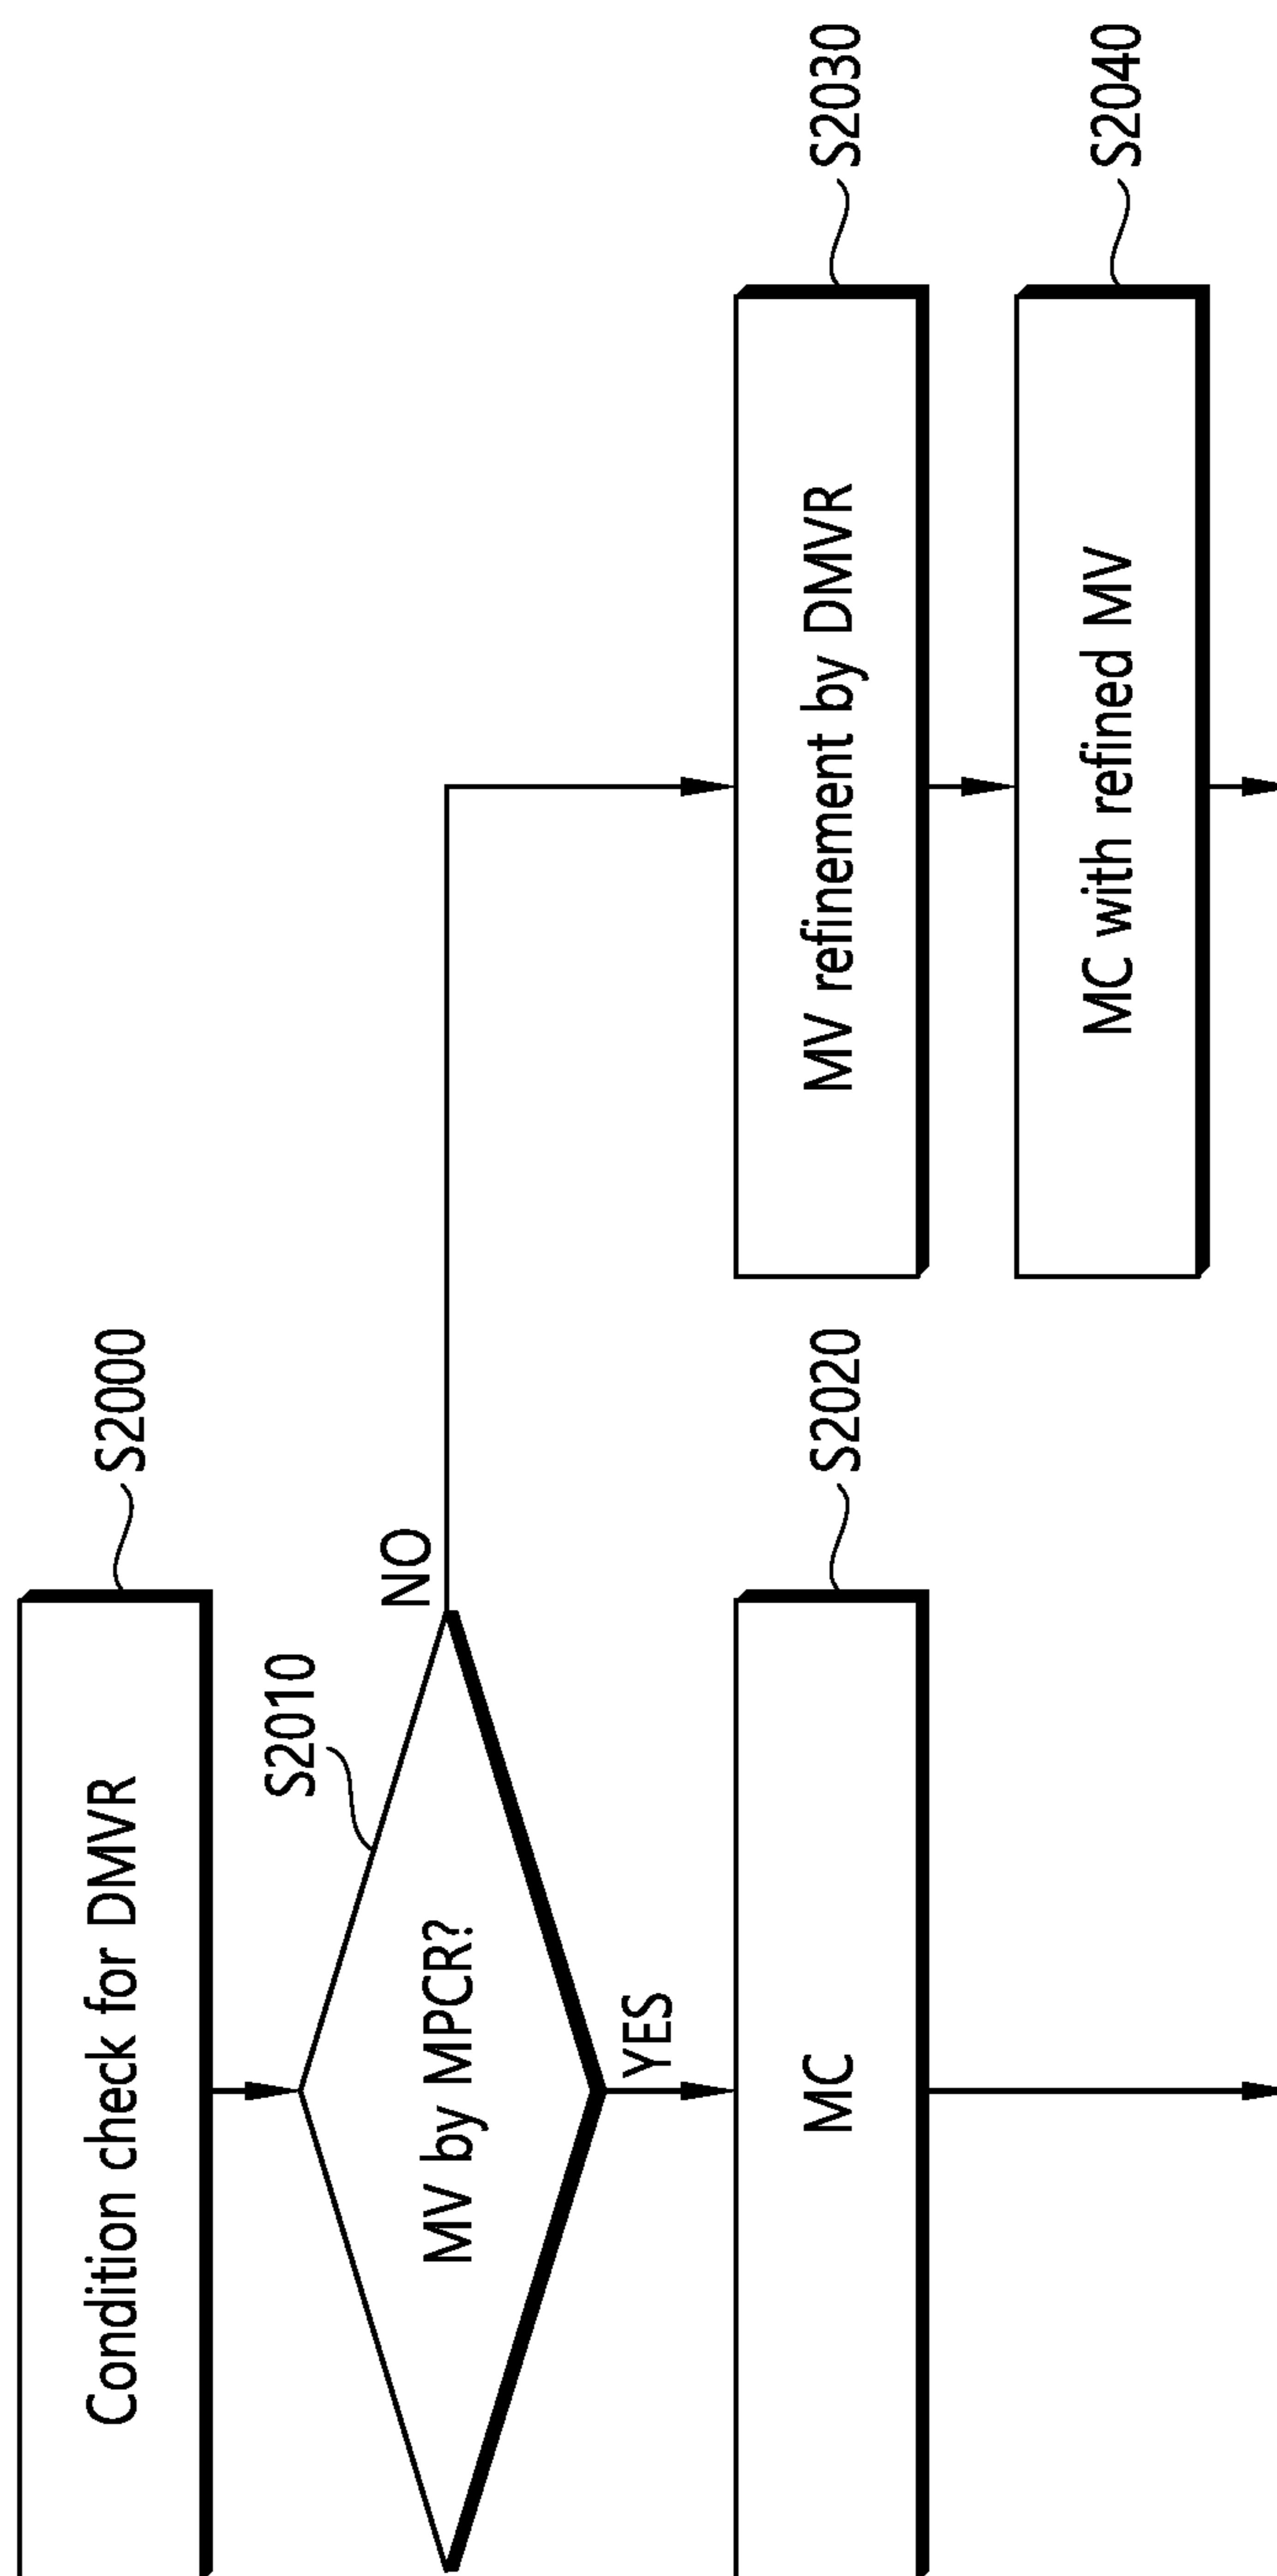 Condition check for DMVR
S2000
S2010
MV by MPCR?
NO
YES
MC
S2020
MV refinement by DMVR
S2030
MC with refined MV
S2040